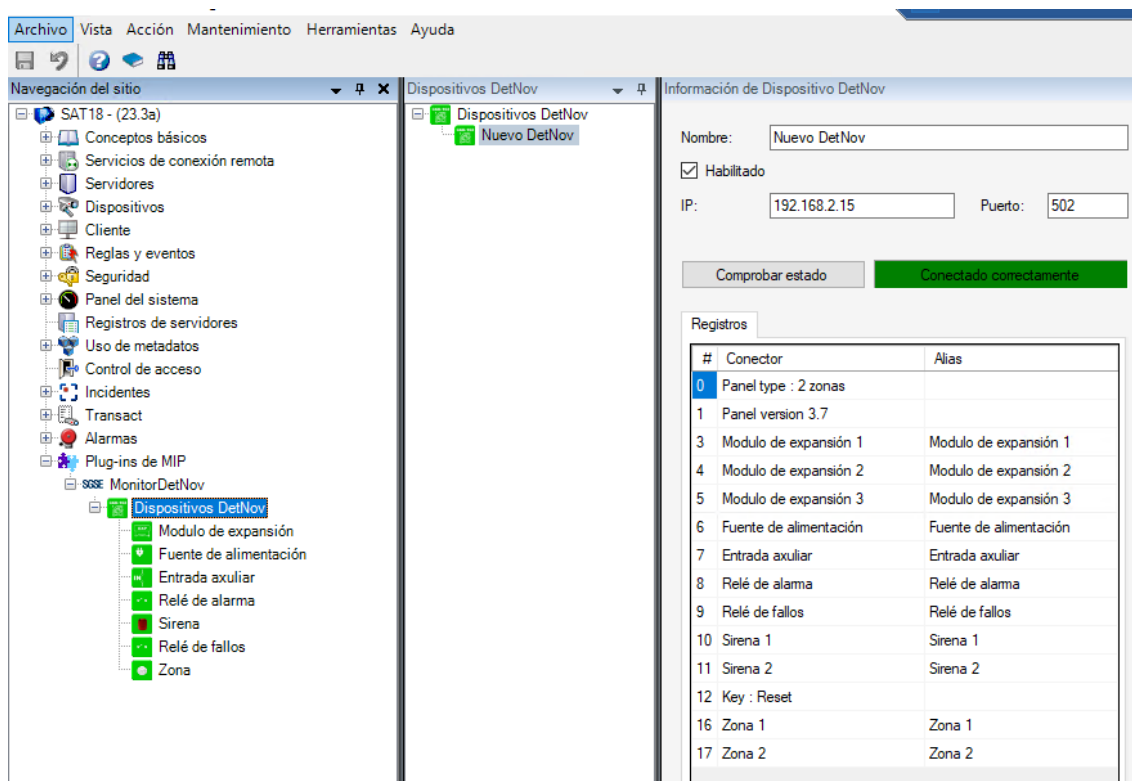 Archivo Vista Acción Mantenimiento Herramientas Ayuda
Navegación del sitio
SAT18 - (23.3a)
Conceptos básicos
Servicios de conexión remota
Servidores
Dispositivos
Cliente
Reglas y eventos
Seguridad
Panel del sistema
Registros de servidores
Uso de metadatos
Control de acceso
Incidentes
Transact
Alarmas
Plug-ins de MIP
SGSE MonitorDetNov
Dispositivos DetNov
Modulo de expansión
Fuente de alimentación
Entrada axuliar
Relé de alarma
Sirena
Relé de fallos
Zona
Dispositivos DetNov
Dispositivos DetNov
Nuevo DetNov
Información de Dispositivo DetNov
Nombre: Nuevo DetNov
Habilitado
IP: 192.168.2.15 Puerto: 502
Comprobar estado Conectado correctamente
Registros
# Conector Alias
0 Panel type : 2 zonas
1 Panel version 3.7
3 Modulo de expansión 1 Modulo de expansión 1
4 Modulo de expansión 2 Modulo de expansión 2
5 Modulo de expansión 3 Modulo de expansión 3
6 Fuente de alimentación Fuente de alimentación
7 Entrada axuliar Entrada axuliar
8 Relé de alarma Relé de alarma
9 Relé de fallos Relé de fallos
10 Sirena 1 Sirena 1
11 Sirena 2 Sirena 2
12 Key : Reset
16 Zona 1 Zona 1
17 Zona 2 Zona 2